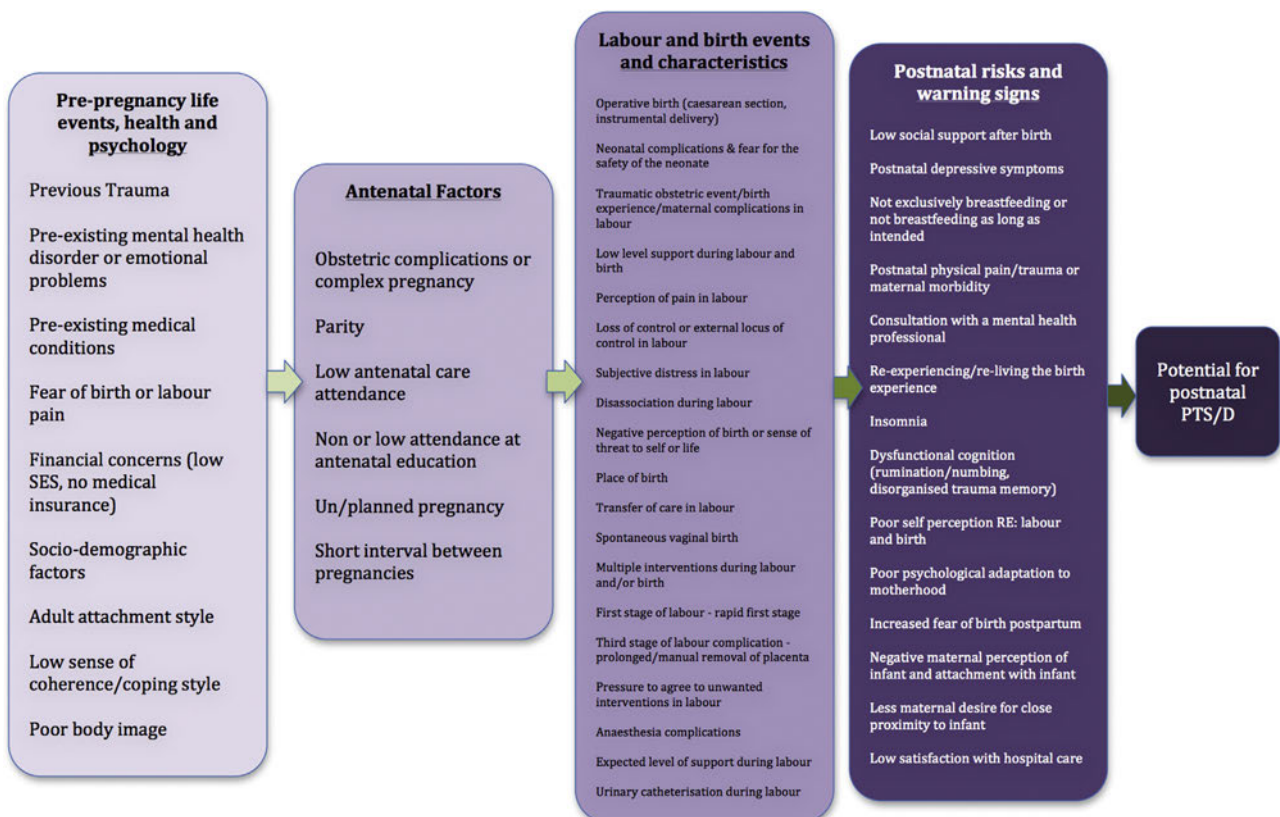 Pre-pregnancy life
events, health and
psychology
Previous Trauma
Pre-existing mental health
disorder or emotional
problems
Pre-existing medical
conditions
Fear of birth or labour
pain
Financial concerns (low
SES, no medical
insurance)
Socio-demographic
factors
Adult attachment style
Low sense of
coherence/coping style
Poor body image
Antenatal Factors
Obstetric complications or
complex pregnancy
Parity
Low antenatal care
attendance
Non or low attendance at
antenatal education
Un/planned pregnancy
Short interval between
pregnancies
Labour and birth events
and characteristics
Operative birth (caesarean section,
instrumental delivery)
Neonatal complications & fear for the
safety of the neonate
Traumatic obstetric event/birth
experience/maternal complications in
labour
Low level support during labour and
birth
Perception of pain in labour
Loss of control or external locus of
control in labour
Subjective distress in labour
Disassociation during labour
Negative perception of birth or sense of
threat to self or life
Place of birth
Transfer of care in labour
Spontaneous vaginal birth
Multiple interventions during labour
and/or birth
First stage of labour - rapid first stage
Third stage of labour complication -
prolonged/manual removal of placenta
Pressure to agree to unwanted
interventions in labour
Anaesthesia complications
Expected level of support during labour
Urinary catheterisation during labour
Postnatal risks and
warning signs
Low social support after birth
Postnatal depressive symptoms
Not exclusively breastfeeding or
not breastfeeding as long as
intended
Postnatal physical pain/trauma or
maternal morbidity
Consultation with a mental health
professional
Re-experiencing/re-living the birth
experience
Insomnia
Dysfunctional cognition
(rumination/numbing,
disorganised trauma memory)
Poor self perception RE: labour
and birth
Poor psychological adaptation to
motherhood
Increased fear of birth postpartum
Negative maternal perception of
infant and attachment with infant
Less maternal desire for close
proximity to infant
Low satisfaction with hospital care
Potential for
postnatal
PTS/D